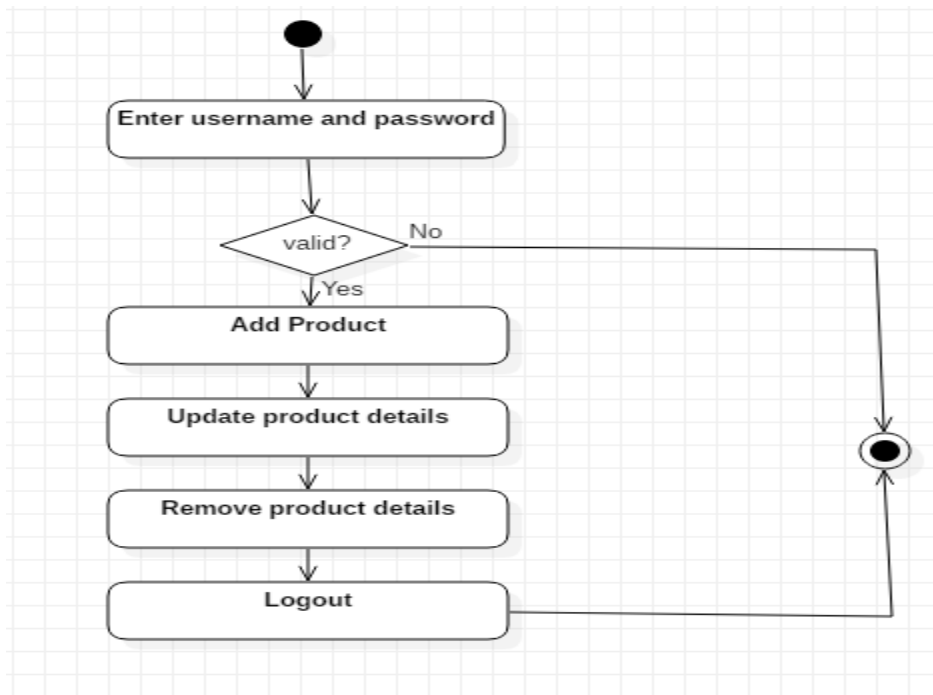 Enter username and password
valid?
No
Yes
Add Product
Update product details
Remove product details
Logout